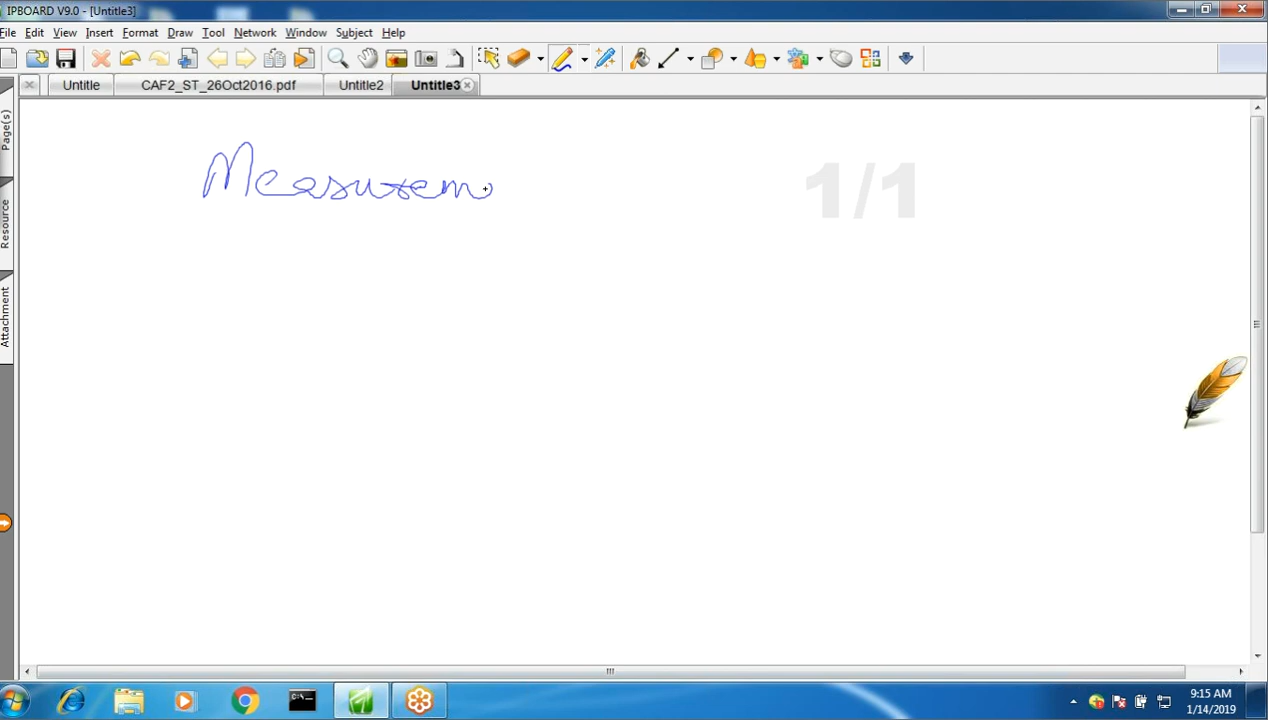 IPBOARD V9.0 - [Untitle3]
File Edit View Insert Format Draw Tool Network Window Subject Help
Untitle CAF2_ST_26Oct2016.pdf Untitle2 Untitle3
Page(s)
Resource
Attachment
Measurem
1/1
9:15 AM
1/14/2019